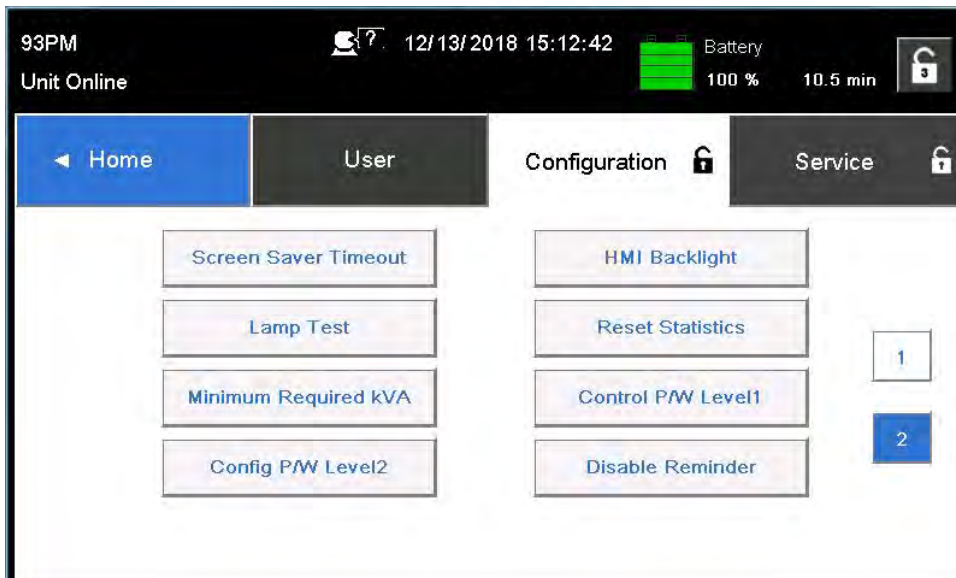 93PM
? 12/13/2018 15:12:42
Battery
Unit Online
100 % 10.5 min
3
◄ Home User Configuration 1 Service 1
Screen Saver Timeout HMI Backlight
Lamp Test Reset Statistics
1
Minimum Required kVA Control P/W Level1
2
Config P/W Level2 Disable Reminder